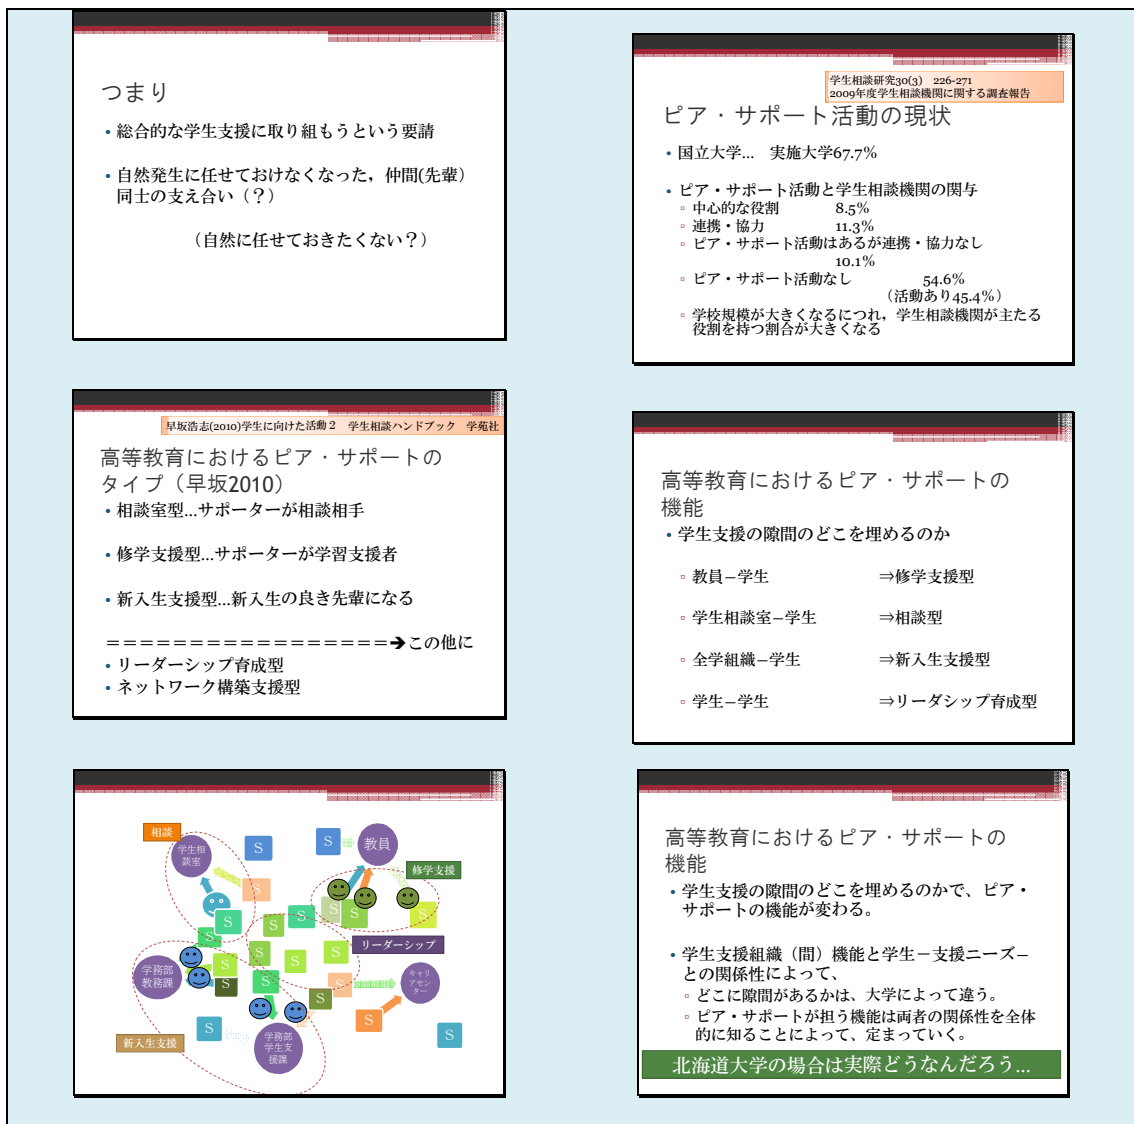 つまり
• 総合的な学生支援に取り組もうという要請
• 自然発生に任せておけなくなった，仲間(先輩）
同士の支え合い（？）
（自然に任せておきたくない？）
学生相談研究30(3)　226-271
2009年度学生相談機関に関する調査報告
ピア・サポート活動の現状
• 国立大学…　実施大学67.7%
• ピア・サポート活動と学生相談機関の関与
▫ 中心的な役割　8.5%
▫ 連携・協力　11.3%
▫ ピア・サポート活動はあるが連携・協力なし
10.1%
▫ ピア・サポート活動なし　54.6%
（活動あり45.4%）
▫ 学校規模が大きくなるにつれ，学生相談機関が主たる
役割を持つ割合が大きくなる
早坂浩志(2010)学生に向けた活動２　学生相談ハンドブック　学苑社
高等教育におけるピア・サポートの
タイプ（早坂2010）
• 相談室型…サポーターが相談相手
• 修学支援型…サポーターが学習支援者
• 新入生支援型…新入生の良き先輩になる
＝＝＝＝＝＝＝＝＝＝＝＝＝＝＝＝＝➔この他に
• リーダーシップ育成型
• ネットワーク構築支援型
高等教育におけるピア・サポートの
機能
• 学生支援の隙間のどこを埋めるのか
▫ 教員−学生　⇒修学支援型
▫ 学生相談室−学生　⇒相談型
▫ 全学組織−学生　⇒新入生支援型
▫ 学生−学生　⇒リーダシップ育成型
相談
学生相
談室
S
S
教員
修学支援
S
S
S
S
S
S
S
S
リーダーシップ
S
S
S
S
学務部
教務課
S
S
S
S
S
キャリ
アセン
ター
S
S
S
新入生支援
学務部
学生支
援課
高等教育におけるピア・サポートの
機能
• 学生支援の隙間のどこを埋めるのかで、ピア・
サポートの機能が変わる。
• 学生支援組織（間）機能と学生−支援ニーズ−
との関係性によって、
▫ どこに隙間があるかは、大学によって違う。
▫ ピア・サポートが担う機能は両者の関係性を全体
的に知ることによって、定まっていく。
北海道大学の場合は実際どうなんだろう…